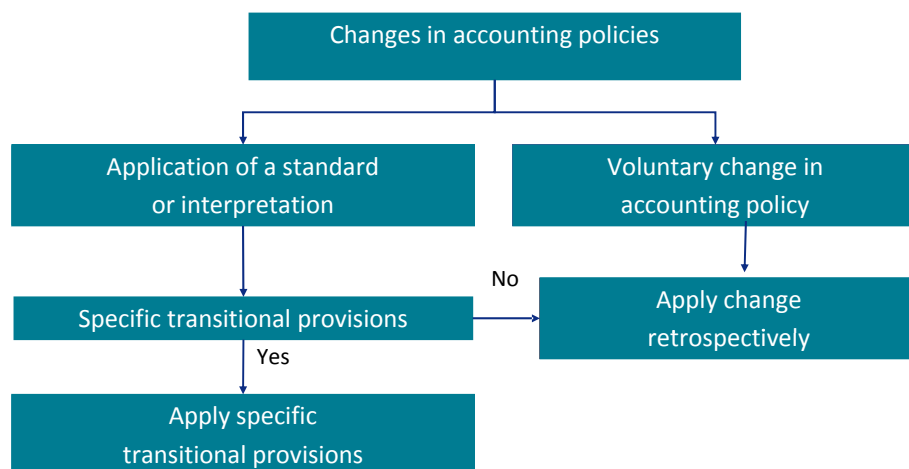 Changes in accounting policies
Application of a standard
or interpretation
Voluntary change in
accounting policy
No
Specific transitional provisions
Apply change
retrospectively
Yes
Apply specific
transitional provisions